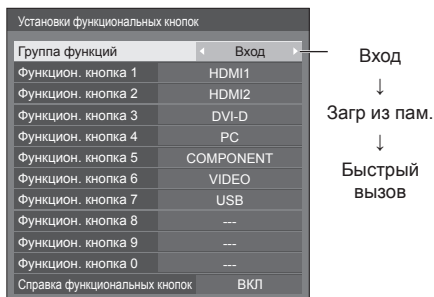 Установки функциональных кнопок
Группа функций Вход
Функцион. кнопка 1 HDMI1
Функцион. кнопка 2 HDMI2
Функцион. кнопка 3 DVI-D
Функцион. кнопка 4 PC
Функцион. кнопка 5 COMPONENT
Функцион. кнопка 6 VIDEO
Функцион. кнопка 7 USB
Функцион. кнопка 8 ---
Функцион. кнопка 9 ---
Функцион. кнопка 0 ---
Справка функциональных кнопок ВКЛ
Вход
↓
Загр из пам.
↓
Быстрый
вызов